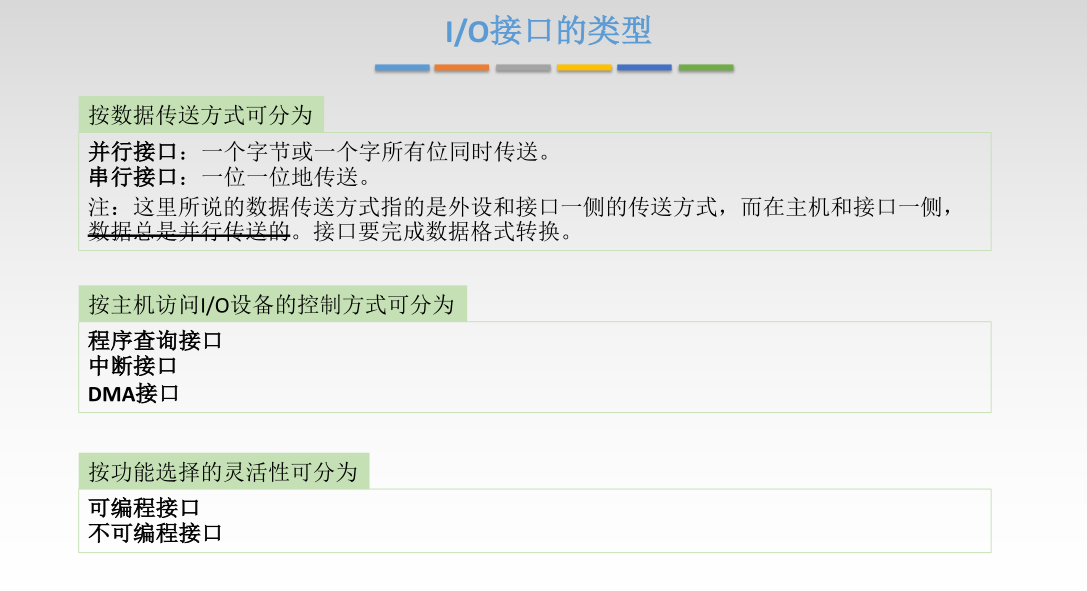 I/O接口的类型
按数据传送方式可分为
并行接口：一个字节或一个字所有位同时传送。
串行接口：一位一位地传送。
注：这里所说的数据传送方式指的是外设和接口一侧的传送方式，而在主机和接口一侧，
数据总是并行传送的。接口要完成数据格式转换。
按主机访问I/O设备的控制方式可分为
程序查询接口
中断接口
DMA接口
按功能选择的灵活性可分为
可编程接口
不可编程接口